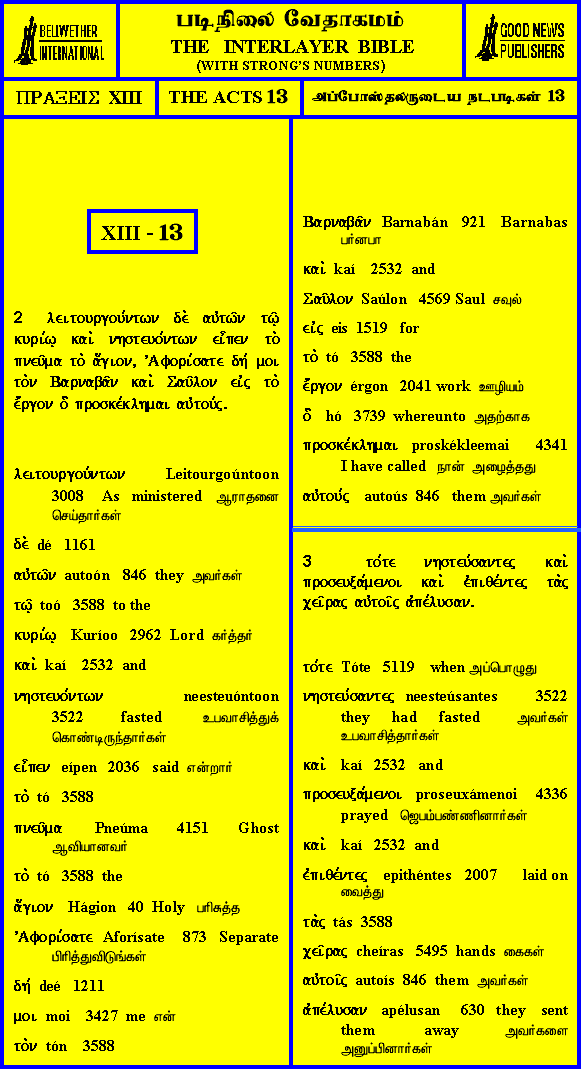 BELLWETHER
INTERNATIONAL
படிநிலை வேதாகமம்
THE INTERLAYER BIBLE
(WITH STRONG'S NUMBERS)
GOOD NEWS
PUBLISHERS
ΠΡΑΞΕΙΣ XIII
THE ACTS 13
அப்போஸ்தலருடைய நடபடிகள் 13
XIII - 13
2 λειτουργούντων δὲ αὐτῶν τῷ
κυρίῳ καὶ νηστευόντων εἶπεν τὸ
πνεῦμα τὸ ἅγιον, Ἀφορίσατε δή μοι
τὸν Βαρναβᾶν καὶ Σαῦλον εἰς τὸ
ἔργον ὃ προσκέκλημαι αὐτούς.
λειτουργούντων Leitourgoúntoon
3008 As ministered ஆராதனை
செய்தார்கள்
δὲ dé 1161
αὐτῶν autoón 846 they அவர்கள்
τῷ toó 3588 to the
κυρίῳ Kuríoo 2962 Lord கர்த்தர்
καὶ kaí 2532 and
νηστευόντων neesteuóntoon
3522 fasted உபவாசித்துக்
கொண்டிருந்தார்கள்
εἶπεν eípen 2036 said என்றார்
τὸ tó 3588
πνεῦμα Pneúma 4151 Ghost
ஆவியானவர்
τὸ tó 3588 the
ἅγιον Hágion 40 Holy பரிசுத்த
Ἀφορίσατε Aforísate 873 Separate
பிரித்துவிடுங்கள்
δή deé 1211
μοι moi 3427 me என்
τὸν tón 3588
Βαρναβᾶν Barnabán 921 Barnabas
பர்னபா
καὶ kaí 2532 and
Σαῦλον Saúlon 4569 Saul சவுல்
εἰς eis 1519 for
τὸ tó 3588 the
ἔργον érgon 2041 work ஊழியம்
ὃ hó 3739 whereunto அதற்காக
προσκέκλημαι proskékleemai 4341
I have called நான் அழைத்தது
αὐτούς autoús 846 them அவர்கள்
3 τότε νηστεύσαντες καὶ
προσευξάμενοι καὶ ἐπιθέντες τὰς
χεῖρας αὐτοῖς ἀπέλυσαν.
τότε Tóte 5119 when அப்பொழுது
νηστεύσαντες neesteúsantes 3522
they had fasted அவர்கள்
உபவாசித்தார்கள்
καὶ kaí 2532 and
προσευξάμενοι proseuxámenoi 4336
prayed ஜெபம்பண்ணினார்கள்
καὶ kaí 2532 and
ἐπιθέντες epithéntes 2007 laid on
வைத்து
τὰς tás 3588
χεῖρας cheíras 5495 hands கைகள்
αὐτοῖς autoís 846 them அவர்கள்
ἀπέλυσαν apélusan 630 they sent
them away அவர்களை
அனுப்பினார்கள்